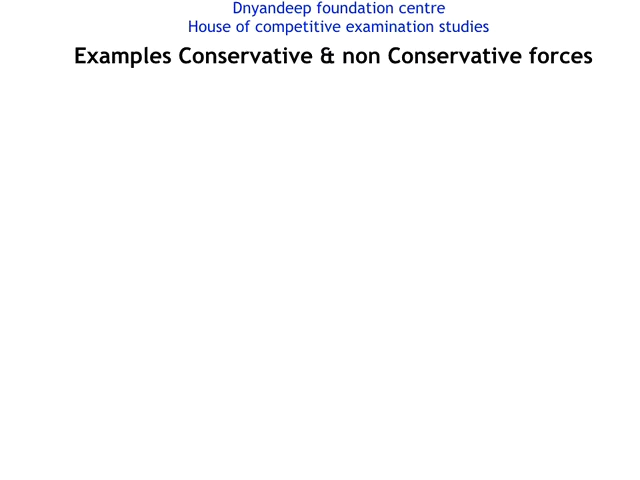 Dnyandeep foundation centre
House of competitive examination studies
Examples Conservative & non Conservative forces